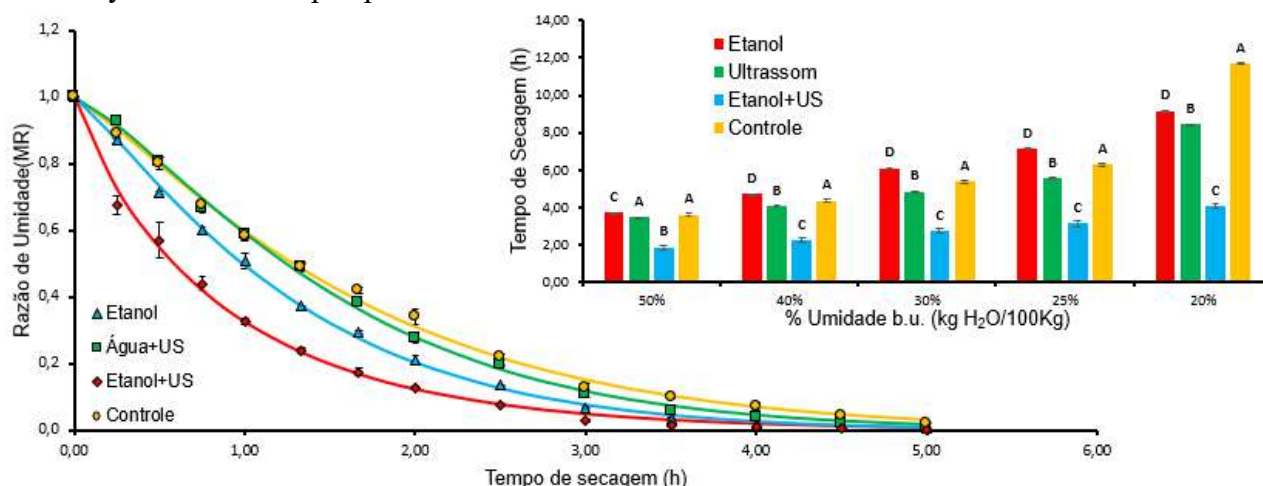 1,2
1,0
0,8
0,6
0,4
0,2
0,0
Razão de Umidade(MR)
0,00 1,00 2,00 3,00 4,00 5,00 6,00
Tempo de secagem (h)
Etanol
Água+US
Etanol+US
Controle
14,00
12,00
10,00
8,00
6,00
4,00
2,00
0,00
Tempo de Secagem (h)
Etanol
Ultrassom
Etanol+US
Controle
C A B A
D B C A
D B C A
D B C A
D B C A
50% 40% 30% 25% 20%
% Umidade b.u. (kg H₂O/100Kg)